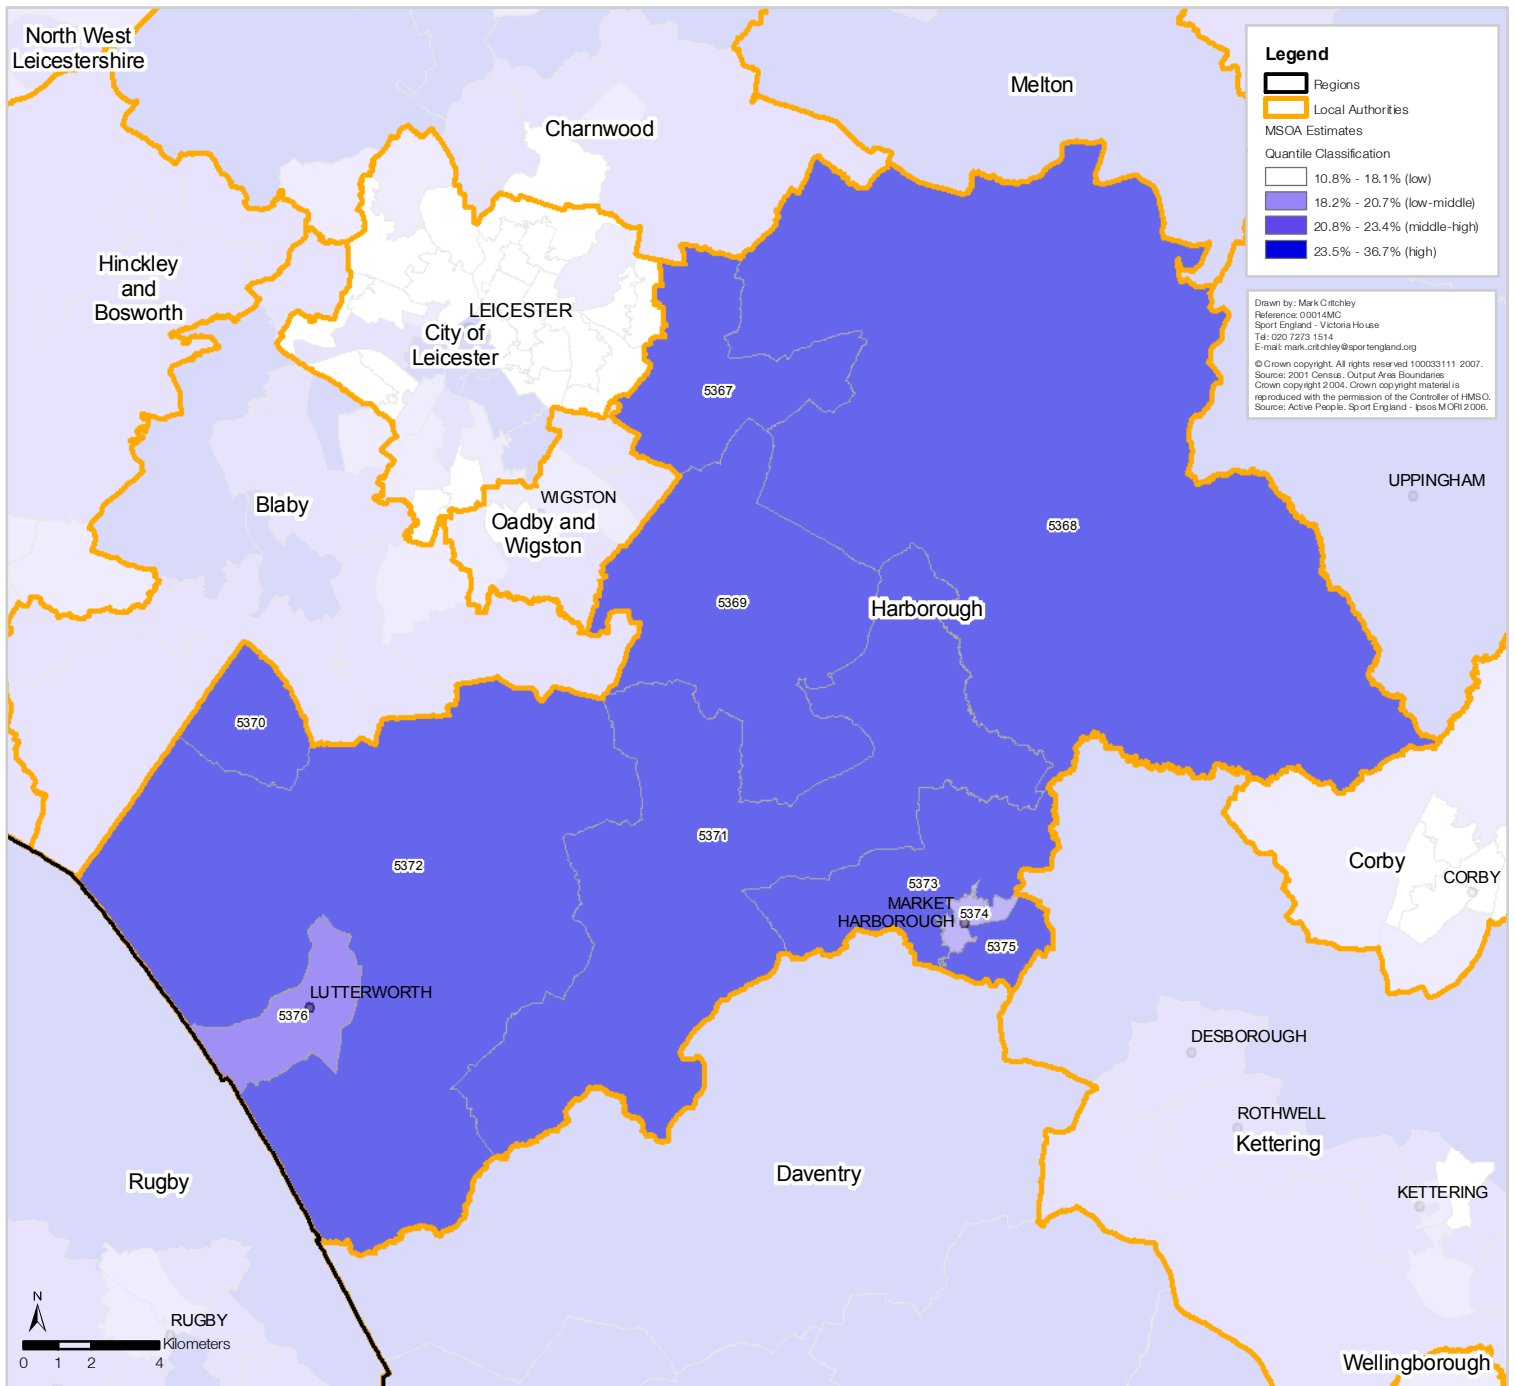 North West
Leicestershire
Melton
Charnwood
Hinckley
and
Bosworth
LEICESTER
City of
Leicester
5367
UPPINGHAM
WIGSTON
Blaby
Oadby and
Wigston
5368
5369
Harborough
5370
5371
5372
Corby
CORBY
5373
MARKET
HARBOROUGH
5374
5375
LUTTERWORTH
5376
DESBOROUGH
ROTHWELL
Kettering
Daventry
Rugby
KETTERING
RUGBY
Wellingborough
N
Kilometers
0 1 2 4
Legend
Regions
Local Authorities
MSOA Estimates
Quantile Classification
10.8% - 18.1% (low)
18.2% - 20.7% (low-middle)
20.8% - 23.4% (middle-high)
23.5% - 36.7% (high)
Drawn by: Mark Critchley
Reference: 00014MC
Sport England - Victoria House
Tel: 020 7273 1514
E-mail: mark.critchley@sportengland.org
© Crown copyright. All rights reserved 100033111 2007.
Source: 2001 Census. Output Area Boundaries
Crown copyright 2004. Crown copyright material is
reproduced with the permission of the Controller of HMSO.
Source: Active People. Sport England - Ipsos MORI 2006.